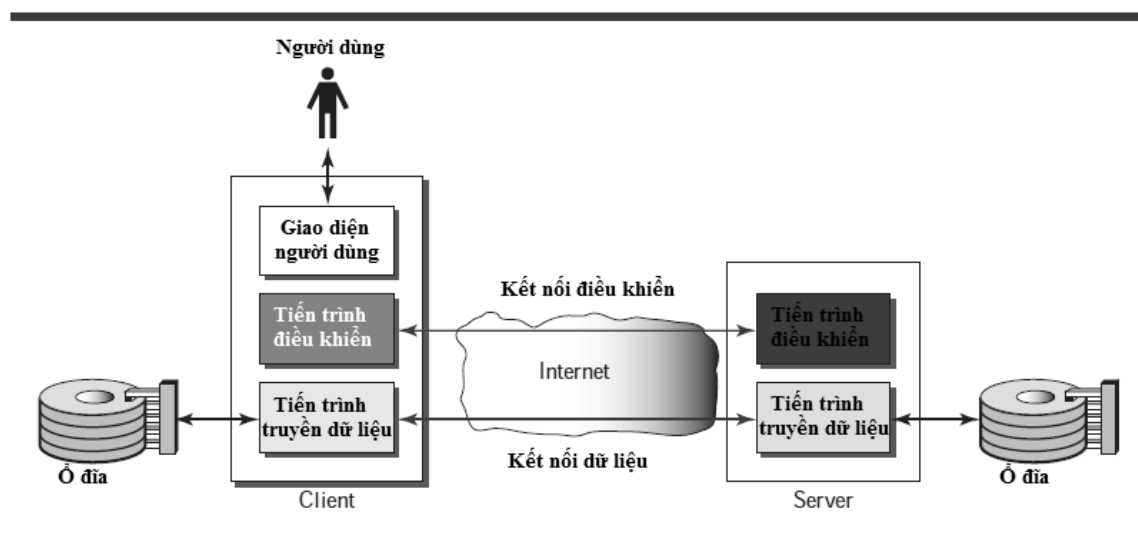 Người dùng
Giao diện
người dùng
Kết nối điều khiển
Tiến trình
điều khiển
Tiến trình
điều khiển
Internet
Tiến trình
truyền dữ liệu
Tiến trình
truyền dữ liệu
Kết nối dữ liệu
Ổ đĩa
Ổ đĩa
Client
Server